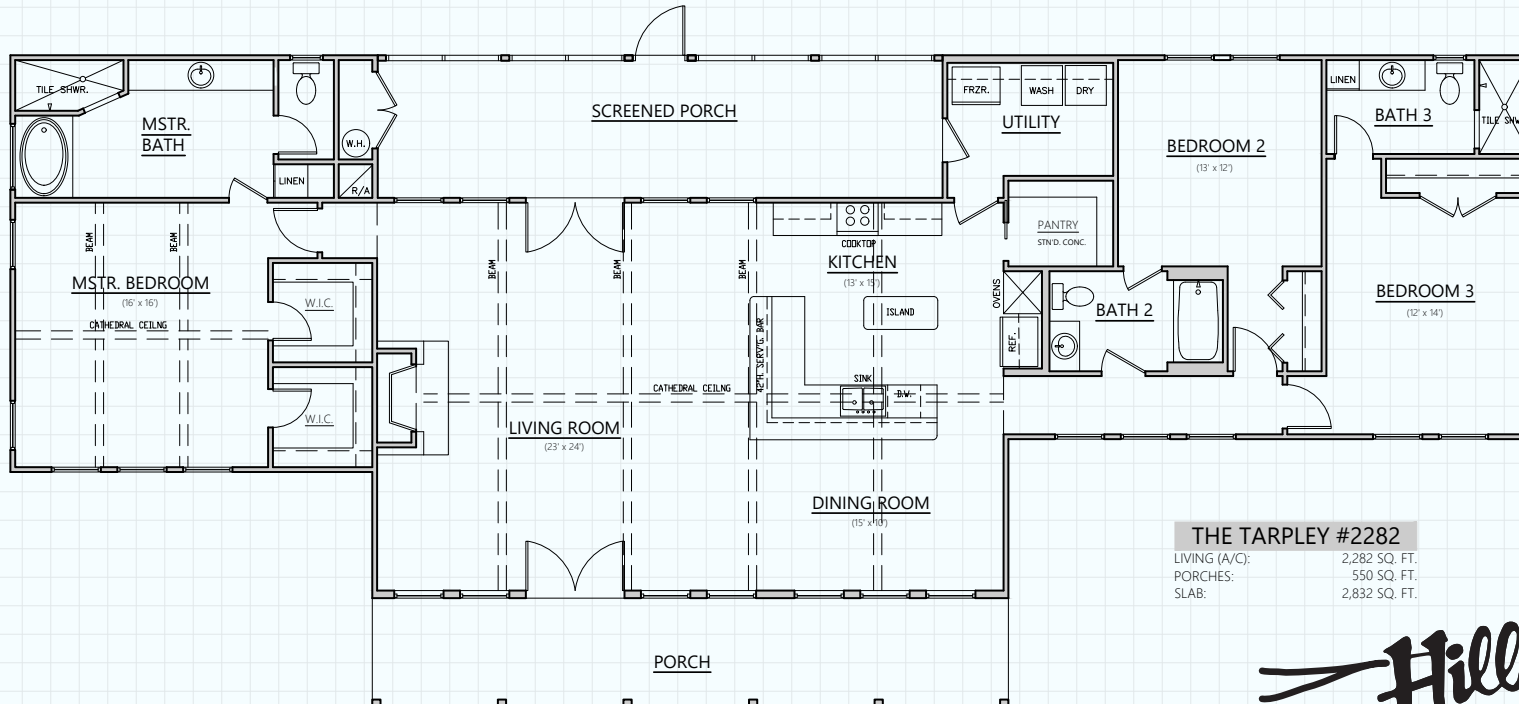 TILE SHWR.
MSTR.
BATH
W.H.
LINEN
R/A
SCREENED PORCH
FRZR.
WASH
DRY
UTILITY
BEDROOM 2
(13' x 12')
LINEN
BATH 3
TILE SHW
PANTRY
STN'D. CONC.
BEAM
BEAM
MSTR. BEDROOM
(16' x 16')
CATHEDRAL CEILNG
W.I.C.
W.I.C.
BEAM
BEAM
BEAM
COOKTOP
KITCHEN
(13' x 15')
ISLAND
OVENS
REF.
BATH 2
BEDROOM 3
(12' x 14')
42"H. SERV'G. BAR
SINK
D.W.
CATHEDRAL CEILNG
LIVING ROOM
(23' x 24')
DINING ROOM
(15' x 10')
THE TARPLEY #2282
LIVING (A/C): 2,282 SQ. FT.
PORCHES: 550 SQ. FT.
SLAB: 2,832 SQ. FT.
PORCH
Hill